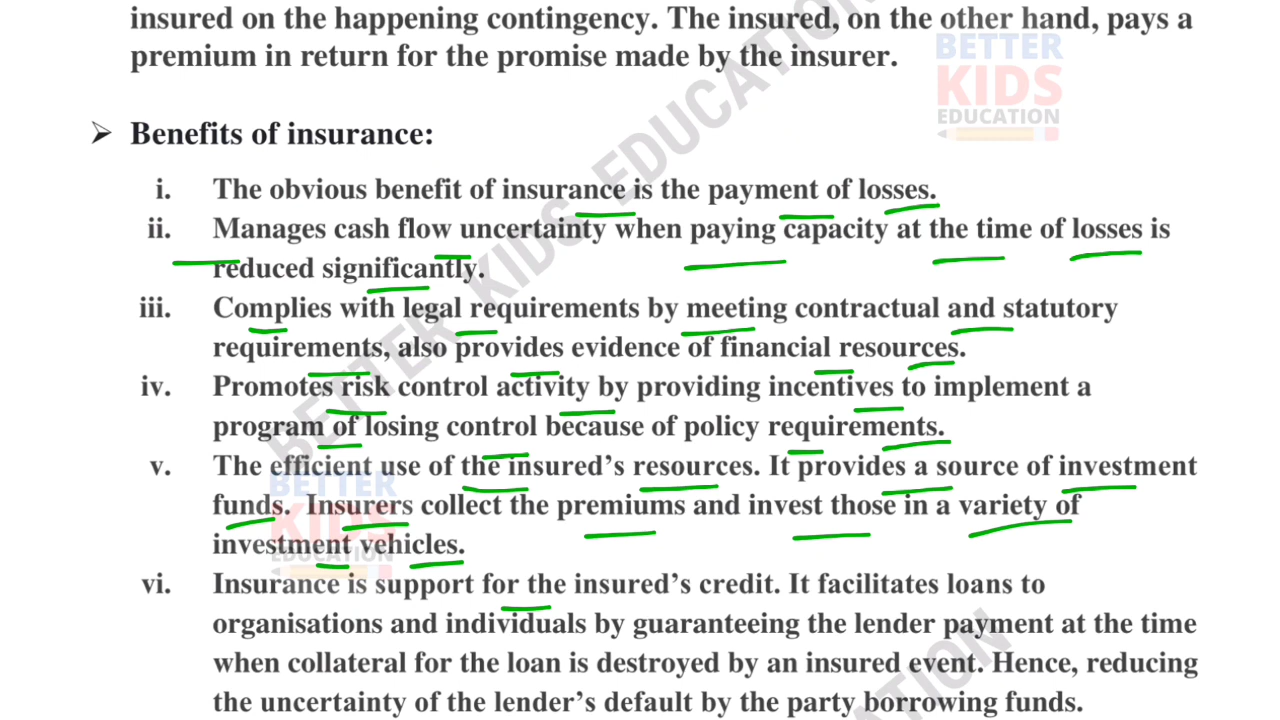 insured on the happening contingency. The insured, on the other hand, pays a
premium in return for the promise made by the insurer.
BETTER
KIDS
EDUCATION
➢ Benefits of insurance:
i. The obvious benefit of insurance is the payment of losses.
ii. Manages cash flow uncertainty when paying capacity at the time of losses is
reduced significantly.
iii. Complies with legal requirements by meeting contractual and statutory
requirements, also provides evidence of financial resources.
iv. Promotes risk control activity by providing incentives to implement a
program of losing control because of policy requirements.
v. The efficient use of the insured’s resources. It provides a source of investment
funds. Insurers collect the premiums and invest those in a variety of
investment vehicles.
vi. Insurance is support for the insured’s credit. It facilitates loans to
organisations and individuals by guaranteeing the lender payment at the time
when collateral for the loan is destroyed by an insured event. Hence, reducing
the uncertainty of the lender’s default by the party borrowing funds.
BETTER KIDS EDUCATION
BETTER
KIDS
EDUCATION
EDUCATION